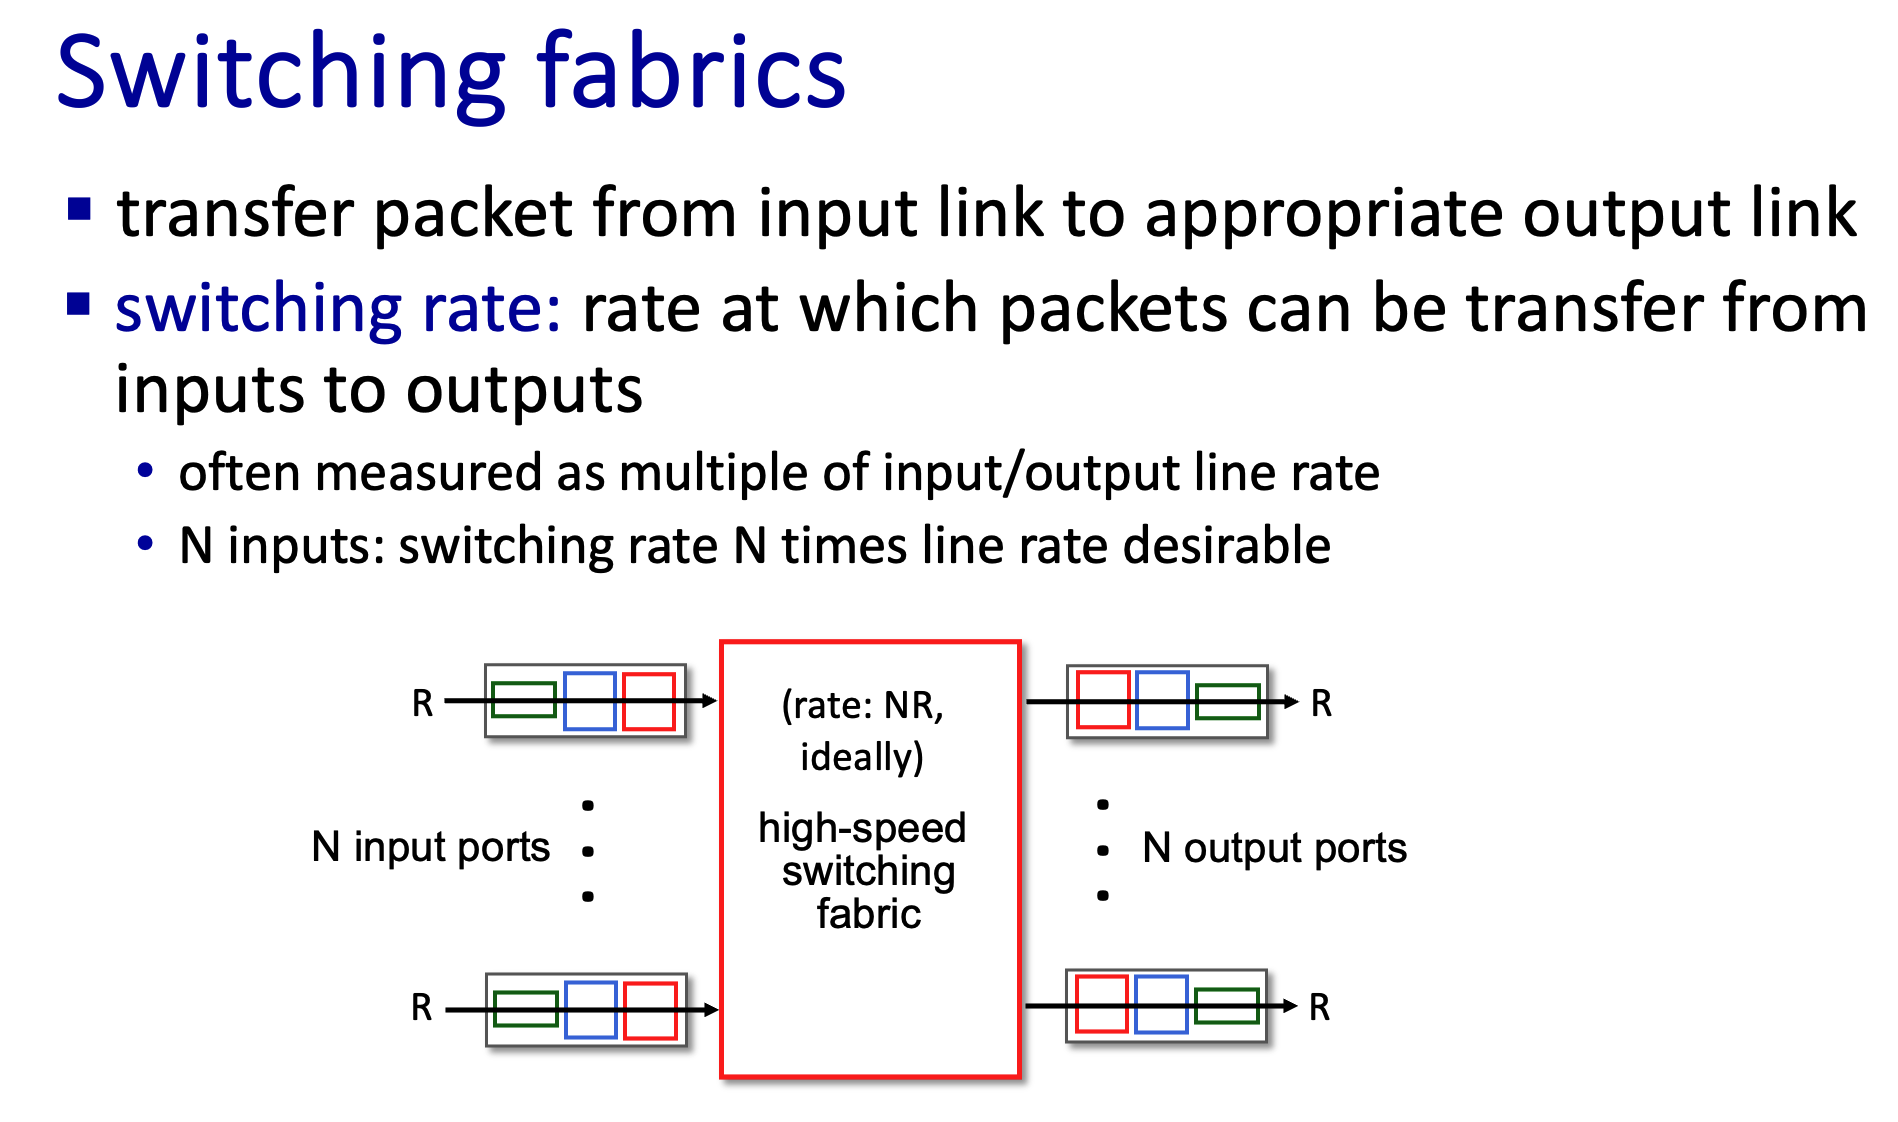 Switching fabrics
transfer packet from input link to appropriate output link
switching rate: rate at which packets can be transfer from
inputs to outputs
often measured as multiple of input/output line rate
N inputs: switching rate N times line rate desirable
R
(rate: NR,
ideally)
R
N input ports
high-speed
switching
fabric
N output ports
R
R